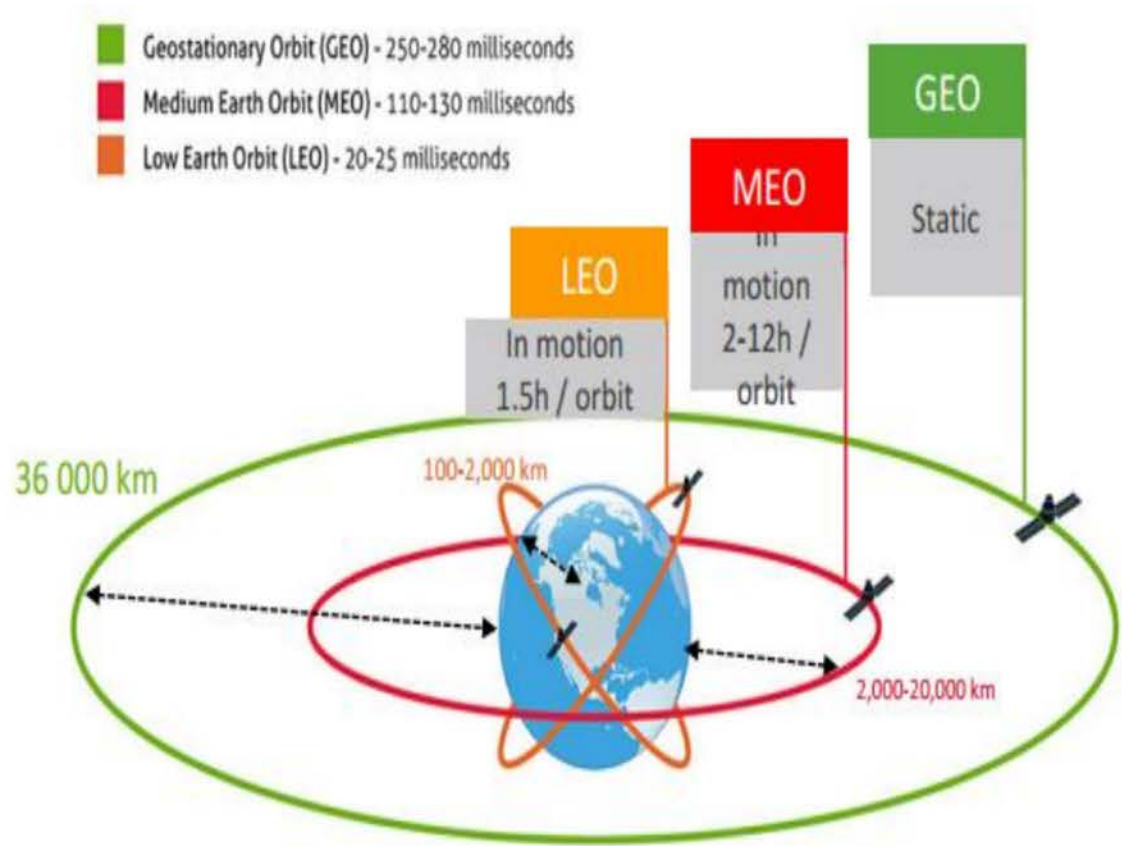 Geostationary Orbit (GEO) - 250-280 milliseconds
Medium Earth Orbit (MEO) - 110-130 milliseconds
Low Earth Orbit (LEO) - 20-25 milliseconds
GEO
Static
MEO
In
motion
2-12h /
orbit
LEO
In motion
1.5h / orbit
36 000 km
100-2,000 km
2,000-20,000 km